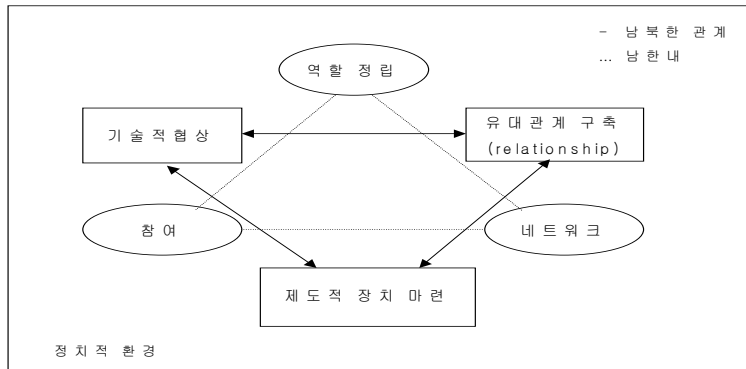 - 남북한 관계
... 남한내
역할 정립
기술적협상
유대관계 구축
(relationship)
참여
네트워크
제도적 장치 마련
정치적 환경